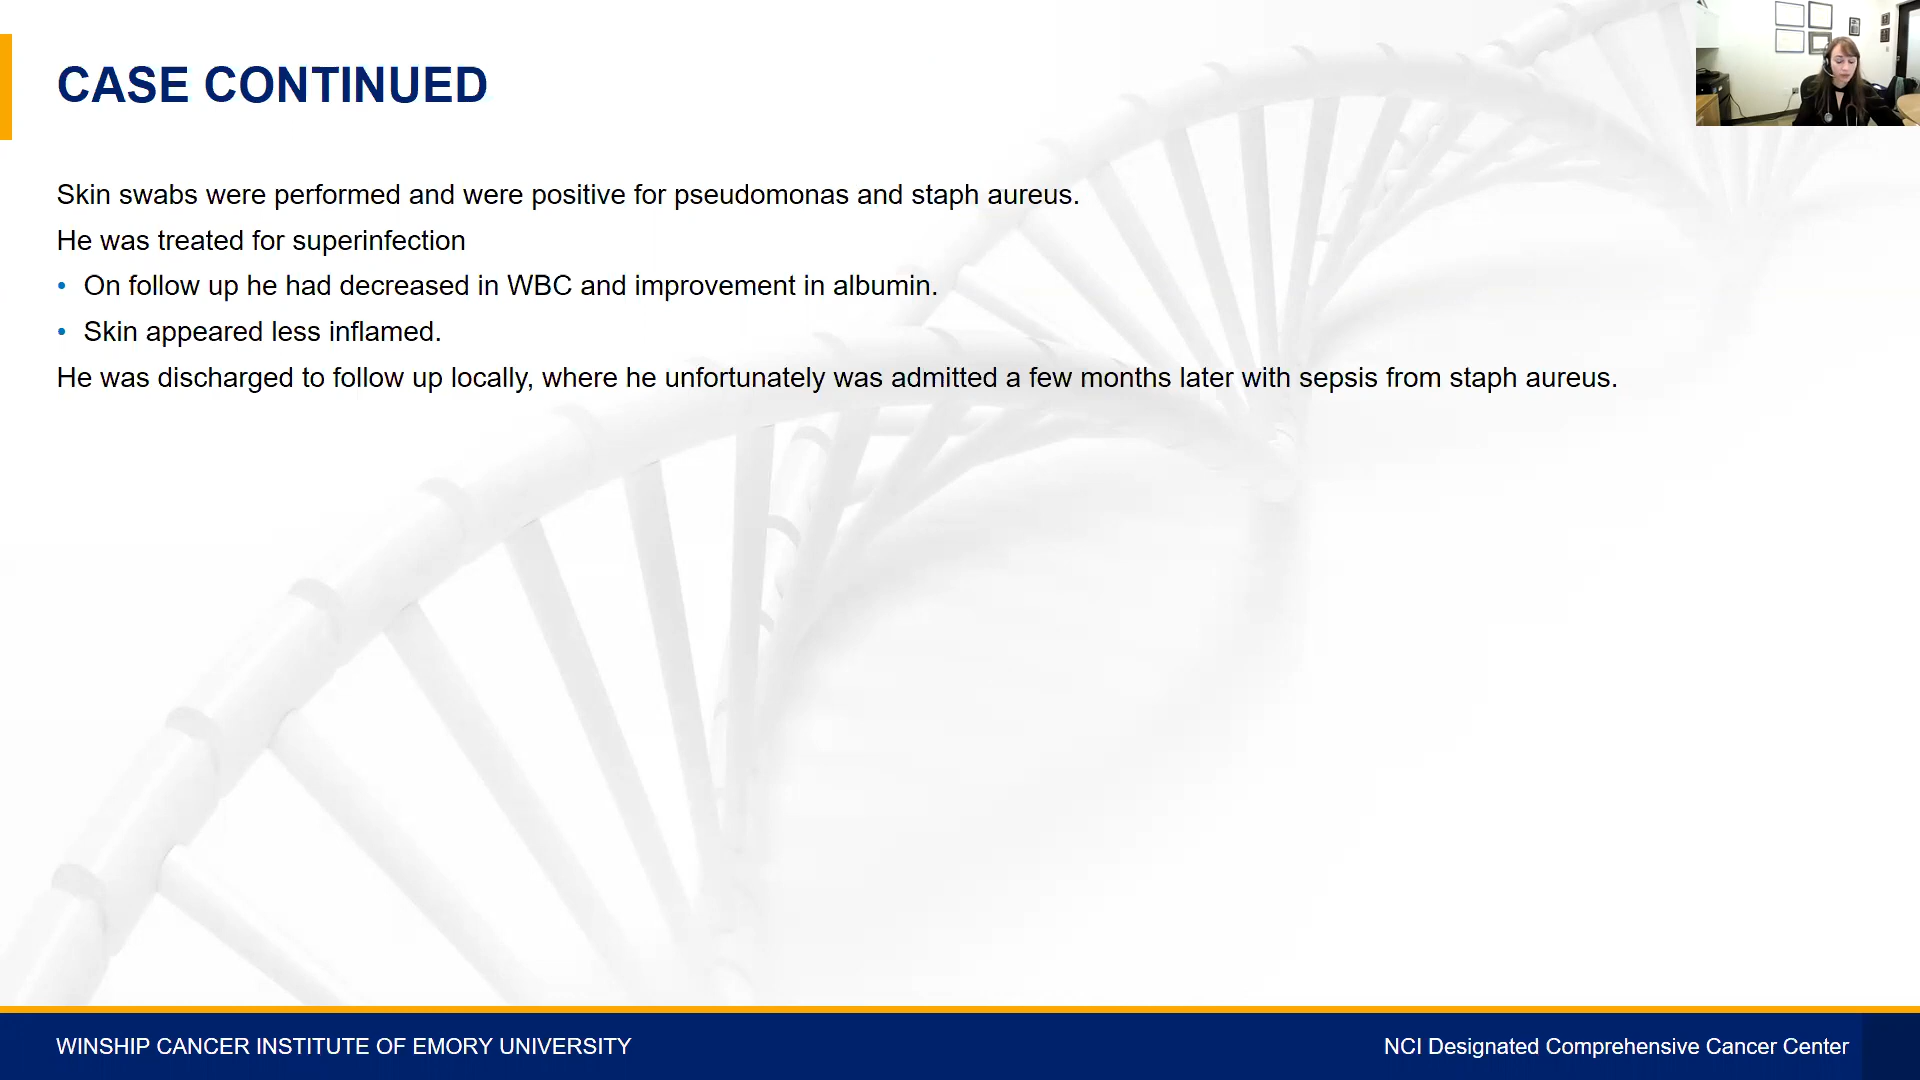 CASE CONTINUED
Skin swabs were performed and were positive for pseudomonas and staph aureus.
He was treated for superinfection
• On follow up he had decreased in WBC and improvement in albumin.
• Skin appeared less inflamed.
He was discharged to follow up locally, where he unfortunately was admitted a few months later with sepsis from staph aureus.
WINSHIP CANCER INSTITUTE OF EMORY UNIVERSITY
NCI Designated Comprehensive Cancer Center